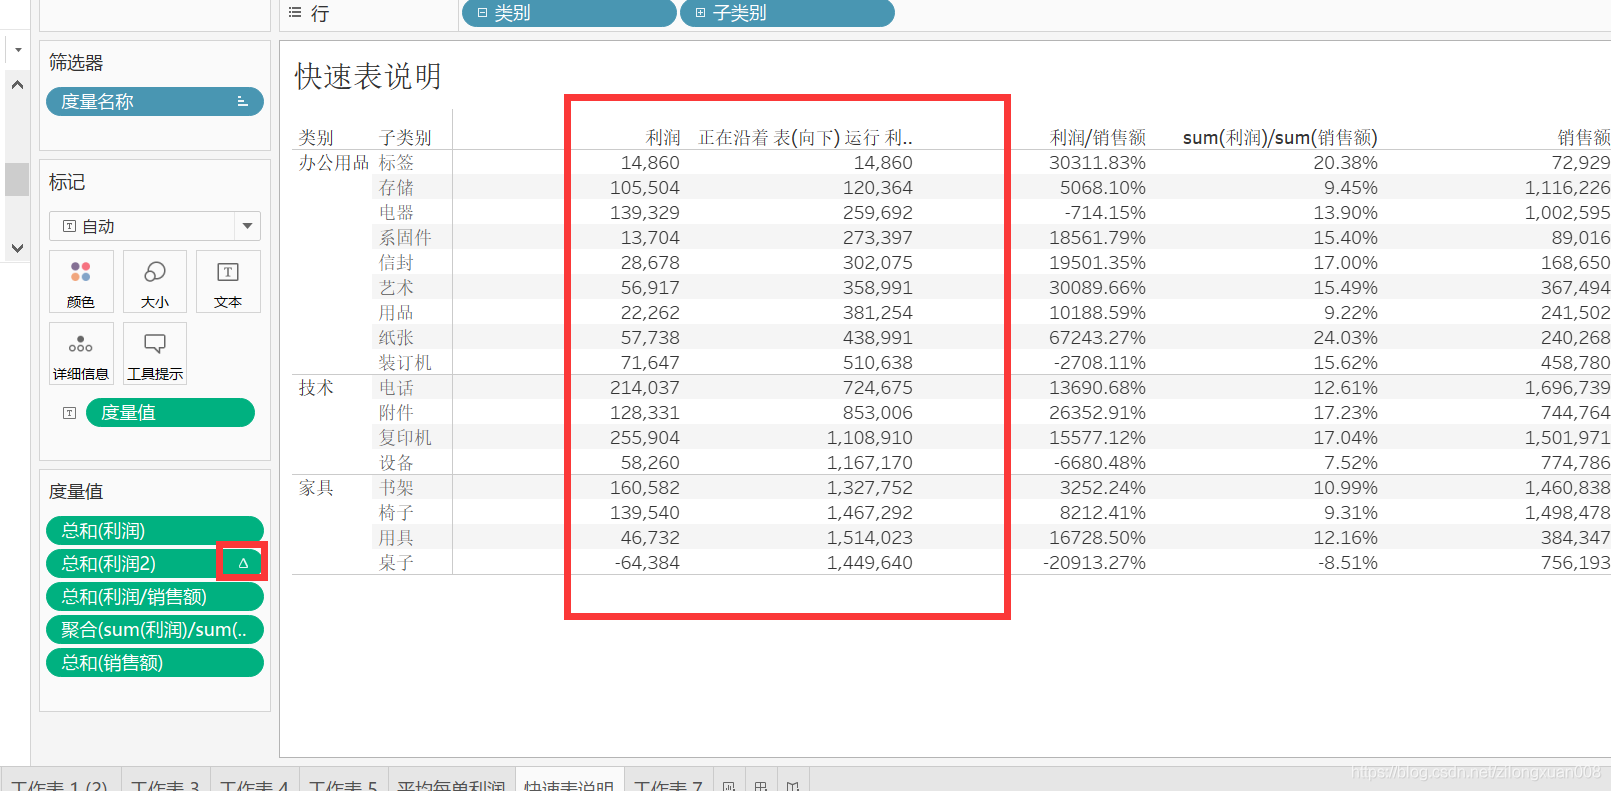 行
类别
子类别
筛选器
度量名称
标记
自动
颜色
大小
文本
详细信息
工具提示
度量值
度量值
总和(利润)
总和(利润2) Δ
总和(利润/销售额)
聚合(sum(利润)/sum(..
总和(销售额)
快速表说明
类别 子类别 利润 正在沿着 表(向下) 运行 利.. 利润/销售额 sum(利润)/sum(销售额) 销售额
办公用品 标签 14,860 14,860 30311.83% 20.38% 72,929
存储 105,504 120,364 5068.10% 9.45% 1,116,226
电器 139,329 259,692 -714.15% 13.90% 1,002,595
系固件 13,704 273,397 18561.79% 15.40% 89,016
信封 28,678 302,075 19501.35% 17.00% 168,650
艺术 56,917 358,991 30089.66% 15.49% 367,494
用品 22,262 381,254 10188.59% 9.22% 241,502
纸张 57,738 438,991 67243.27% 24.03% 240,268
装订机 71,647 510,638 -2708.11% 15.62% 458,780
技术 电话 214,037 724,675 13690.68% 12.61% 1,696,739
附件 128,331 853,006 26352.91% 17.23% 744,764
复印机 255,904 1,108,910 15577.12% 17.04% 1,501,971
设备 58,260 1,167,170 -6680.48% 7.52% 774,786
家具 书架 160,582 1,327,752 3252.24% 10.99% 1,460,838
椅子 139,540 1,467,292 8212.41% 9.31% 1,498,478
用具 46,732 1,514,023 16728.50% 12.16% 384,347
桌子 -64,384 1,449,640 -20913.27% -8.51% 756,193
工作表 1 (2) 工作表 3 工作表 4 工作表 5 平均每单利润 快速表说明 工作表 7
https://blog.csdn.net/zilongxuan008